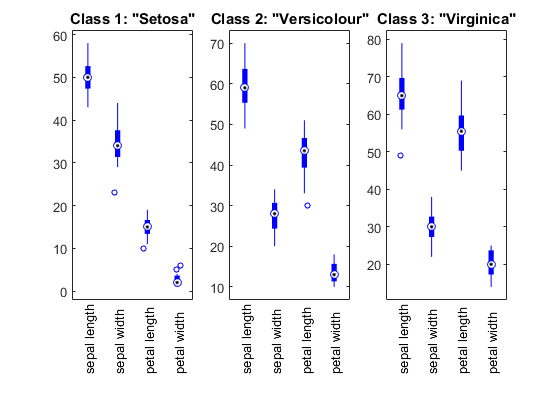 Class 1: "Setosa"
60
50
40
30
20
10
0
sepal length
sepal width
petal length
petal width
Class 2: "Versicolour"
70
60
50
40
30
20
10
sepal length
sepal width
petal length
petal width
Class 3: "Virginica"
80
70
60
50
40
30
20
sepal length
sepal width
petal length
petal width